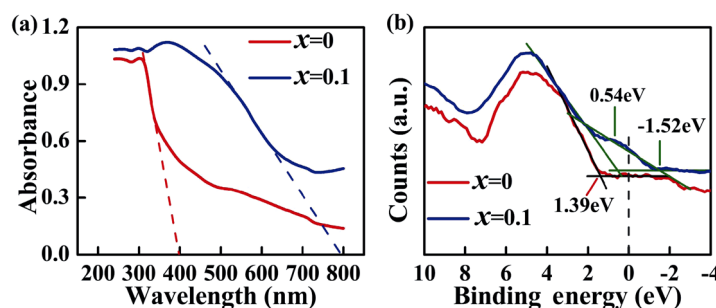 (a)
1.2
0.9
0.6
0.3
0.0
Absorbance
x=0
x=0.1
200 300 400 500 600 700 800
Wavelength (nm)
(b)
Counts (a.u.)
0.54eV
-1.52eV
1.39eV
x=0
x=0.1
10 8 6 4 2 0 -2 -4
Binding energy (eV)